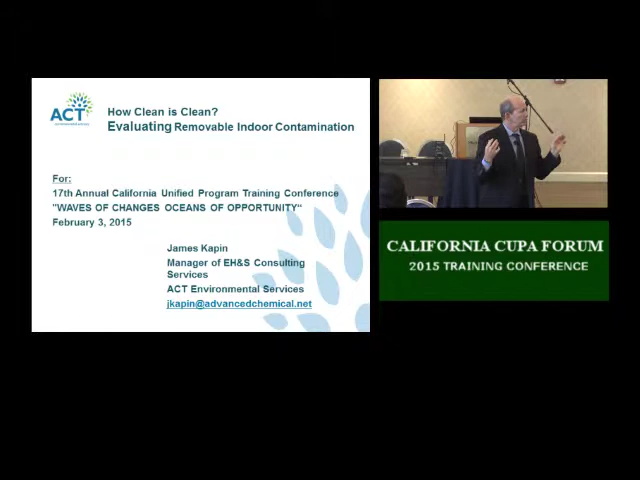 ACT
How Clean is Clean?
Evaluating Removable Indoor Contamination
For:
17th Annual California Unified Program Training Conference
"WAVES OF CHANGES OCEANS OF OPPORTUNITY"
February 3, 2015
James Kapin
Manager of EH&S Consulting
Services
ACT Environmental Services
jkapin@advancedchemical.net
CALIFORNIA CUPA FORUM
2015 TRAINING CONFERENCE